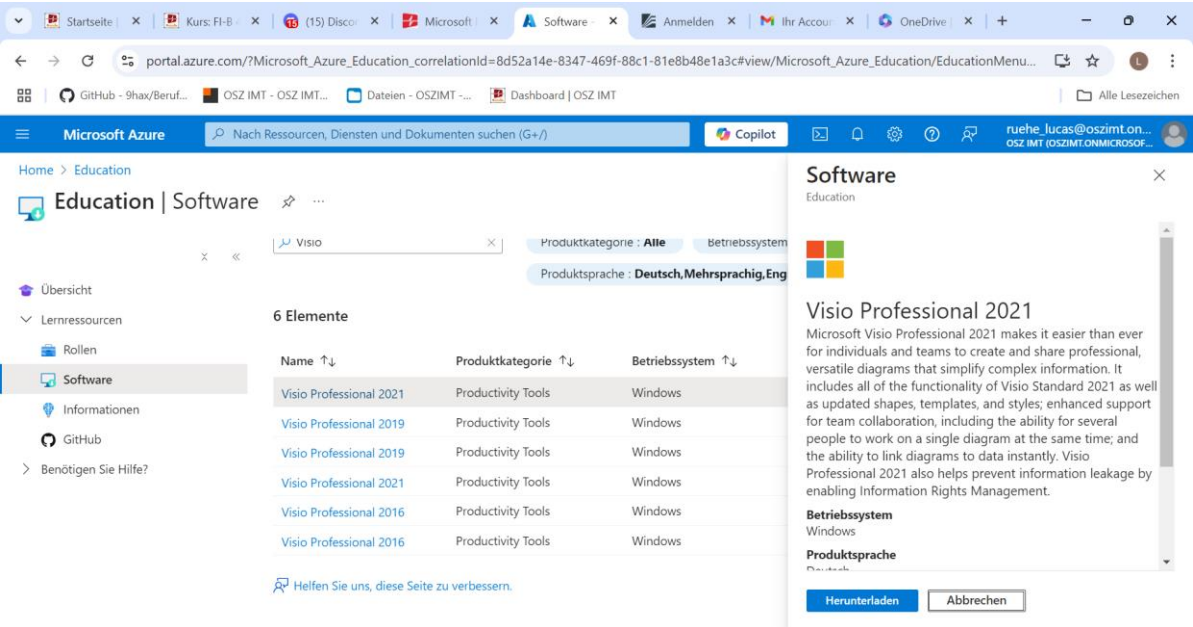 Startseite
Kurs: FI-B
(15) Discor
Microsoft
Software -
Anmelden
Ihr Accoun
OneDrive
portal.azure.com/?Microsoft_Azure_Education_correlationId=8d52a14e-8347-469f-88c1-81e8b48e1a3c#view/Microsoft_Azure_Education/EducationMenu...
L
GitHub - 9hax/Beruf...
OSZ IMT - OSZ IMT...
Dateien - OSZIMT -...
Dashboard | OSZ IMT
Alle Lesezeichen
Microsoft Azure
Nach Ressourcen, Diensten und Dokumenten suchen (G+/)
Copilot
ruehe_lucas@oszimt.on...
OSZ IMT (OSZIMT.ONMICROSOF...
Home > Education
Education | Software
Übersicht
Lernressourcen
Rollen
Software
Informationen
GitHub
Benötigen Sie Hilfe?
Visio
Produktkategorie : Alle
Betriebssystem
Produktsprache : Deutsch,Mehrsprachig,Eng
6 Elemente
Name Produktkategorie Betriebssystem
Visio Professional 2021 Productivity Tools Windows
Visio Professional 2019 Productivity Tools Windows
Visio Professional 2019 Productivity Tools Windows
Visio Professional 2021 Productivity Tools Windows
Visio Professional 2016 Productivity Tools Windows
Visio Professional 2016 Productivity Tools Windows
Helfen Sie uns, diese Seite zu verbessern.
Software
Education
Visio Professional 2021
Microsoft Visio Professional 2021 makes it easier than ever
for individuals and teams to create and share professional,
versatile diagrams that simplify complex information. It
includes all of the functionality of Visio Standard 2021 as well
as updated shapes, templates, and styles; enhanced support
for team collaboration, including the ability for several
people to work on a single diagram at the same time; and
the ability to link diagrams to data instantly. Visio
Professional 2021 also helps prevent information leakage by
enabling Information Rights Management.
Betriebssystem
Windows
Produktsprache
Deutsch
Herunterladen
Abbrechen